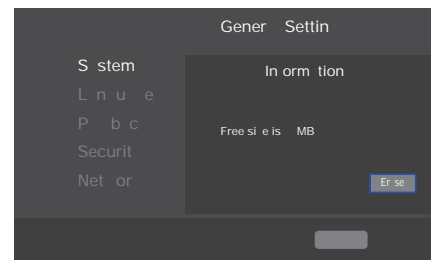 Gener Settin
S stem
In orm tion
L n u e
P b c
Free si e is MB
Securit
Net or
Er se